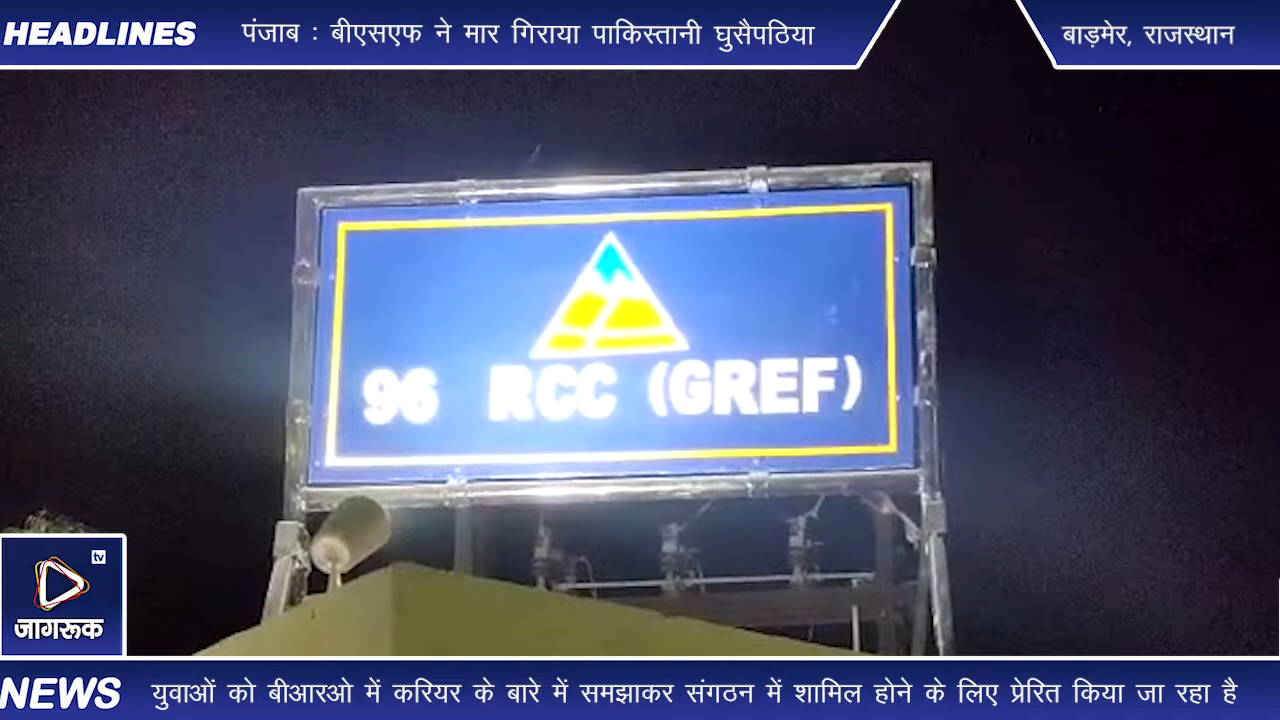 HEADLINES पंजाब : बीएसएफ ने मार गिराया पाकिस्तानी घुसैपठिया
बाड़मेर, राजस्थान
96 RCC (GREF)
tv
जागरूक
NEWS युवाओं को बीआरओ में करियर के बारे में समझाकर संगठन में शामिल होने के लिए प्रेरित किया जा रहा है